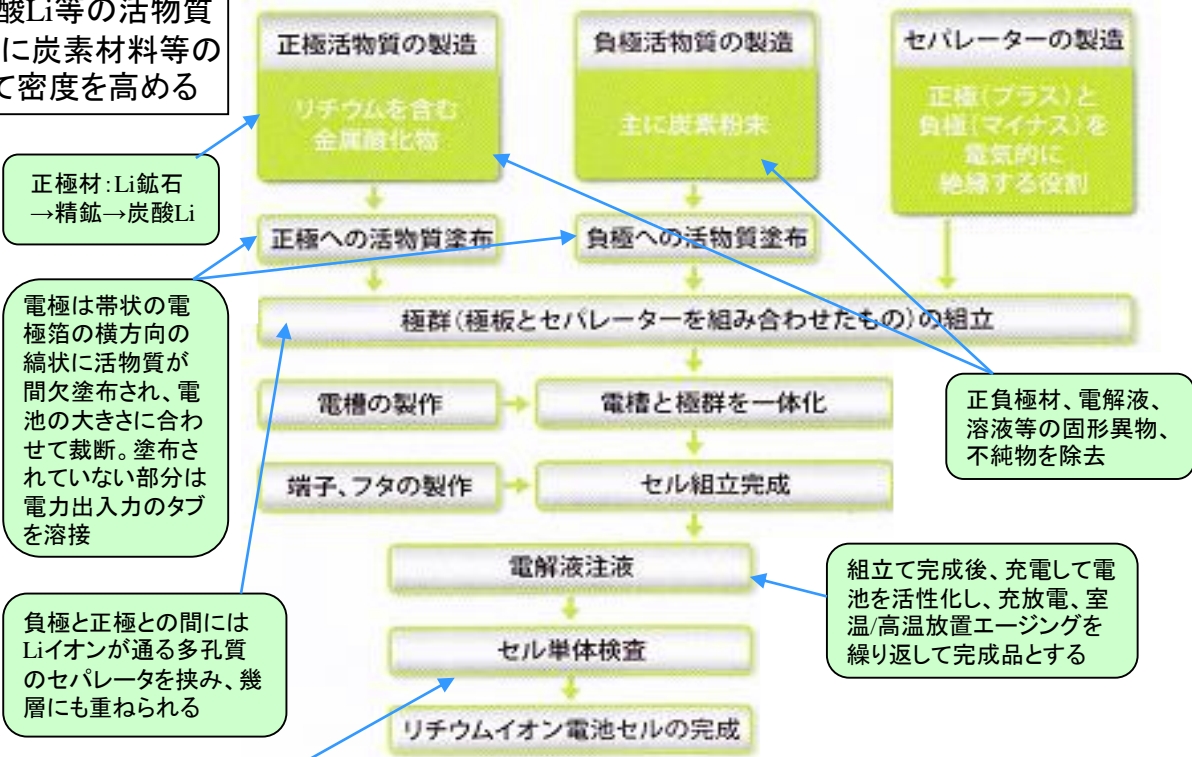 酸Li等の活物質
に炭素材料等の
て密度を高める
正極活物質の製造
リチウムを含む
金属酸化物
負極活物質の製造
主に炭素粉末
セパレーターの製造
正極(プラス)と
負極(マイナス)を
電気的に
絶縁する役割
正極材:Li鉱石
→精鉱→炭酸Li
正極への活物質塗布
負極への活物質塗布
電極は帯状の電
極箔の横方向の
縞状に活物質が
間欠塗布され、電
池の大きさに合わ
せて裁断。塗布さ
れていない部分は
電力出入力のタブ
を溶接
極群(極板とセパレーターを組み合わせたもの)の組立
電槽の製作
電槽と極群を一体化
正負極材、電解液、
溶液等の固形異物、
不純物を除去
端子、フタの製作
セル組立完成
電解液注液
組立て完成後、充電して電
池を活性化し、充放電、室
温/高温放置エージングを
繰り返して完成品とする
負極と正極との間には
Liイオンが通る多孔質
のセパレータを挟み、幾
層にも重ねられる
セル単体検査
リチウムイオン電池セルの完成